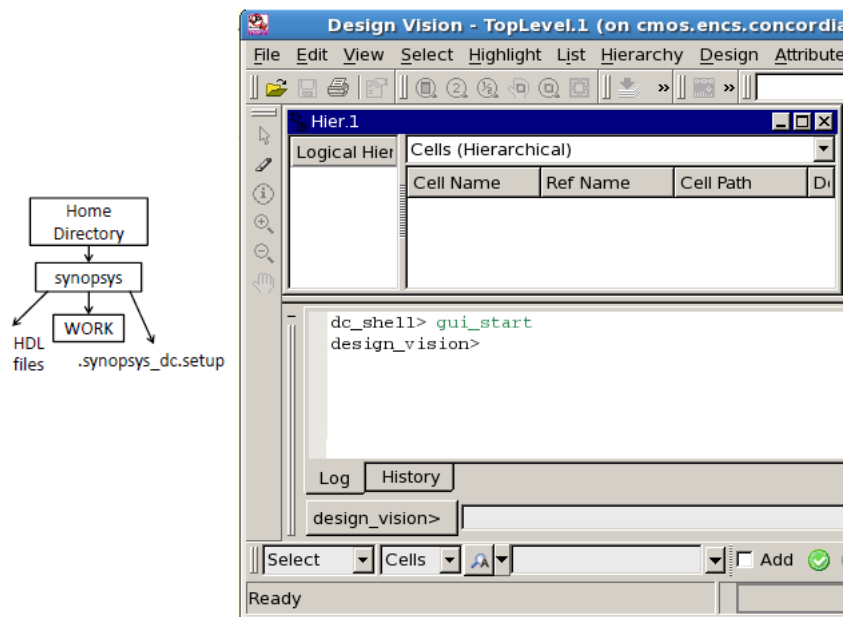 Home
Directory
synopsys
WORK
HDL
files
.synopsys_dc.setup
Design Vision - TopLevel.1 (on cmos.encs.concordia
File Edit View Select Highlight List Hierarchy Design Attribute
Hier.1
Logical Hier
Cells (Hierarchical)
Cell Name Ref Name Cell Path D
dc_shell> gui_start
design_vision>
Log History
design_vision>
Select Cells Add
Ready